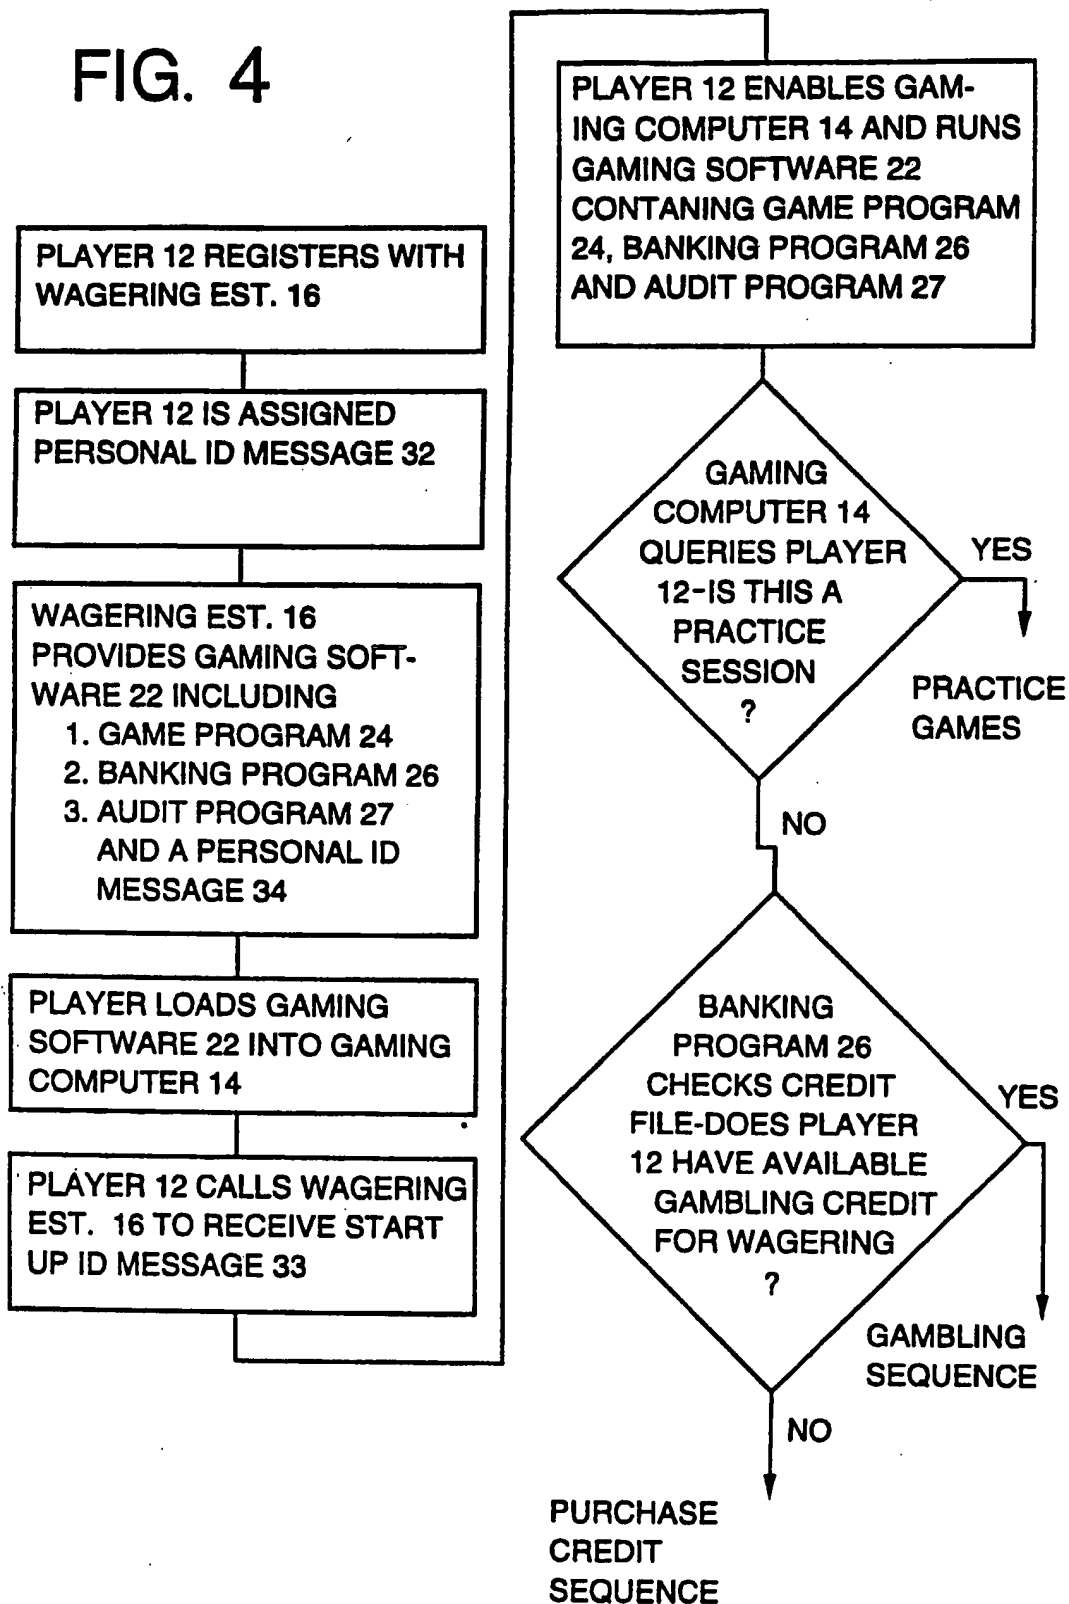 FIG. 4
PLAYER 12 REGISTERS WITH
WAGERING EST. 16
PLAYER 12 IS ASSIGNED
PERSONAL ID MESSAGE 32
WAGERING EST. 16
PROVIDES GAMING SOFT-
WARE 22 INCLUDING
1. GAME PROGRAM 24
2. BANKING PROGRAM 26
3. AUDIT PROGRAM 27
AND A PERSONAL ID
MESSAGE 34
PLAYER LOADS GAMING
SOFTWARE 22 INTO GAMING
COMPUTER 14
PLAYER 12 CALLS WAGERING
EST. 16 TO RECEIVE START
UP ID MESSAGE 33
PLAYER 12 ENABLES GAM-
ING COMPUTER 14 AND RUNS
GAMING SOFTWARE 22
CONTANING GAME PROGRAM
24, BANKING PROGRAM 26
AND AUDIT PROGRAM 27
GAMING
COMPUTER 14
QUERIES PLAYER
12-IS THIS A
PRACTICE
SESSION
?
YES
PRACTICE
GAMES
NO
BANKING
PROGRAM 26
CHECKS CREDIT
FILE-DOES PLAYER
12 HAVE AVAILABLE
GAMBLING CREDIT
FOR WAGERING
?
YES
GAMBLING
SEQUENCE
NO
PURCHASE
CREDIT
SEQUENCE